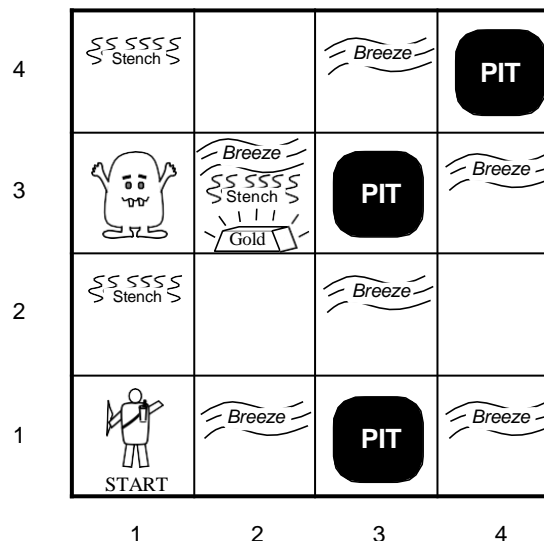 4
Stench
Breeze
PIT
3
Breeze
Stench
Gold
PIT
Breeze
2
Stench
Breeze
1
START
Breeze
PIT
Breeze
1 2 3 4